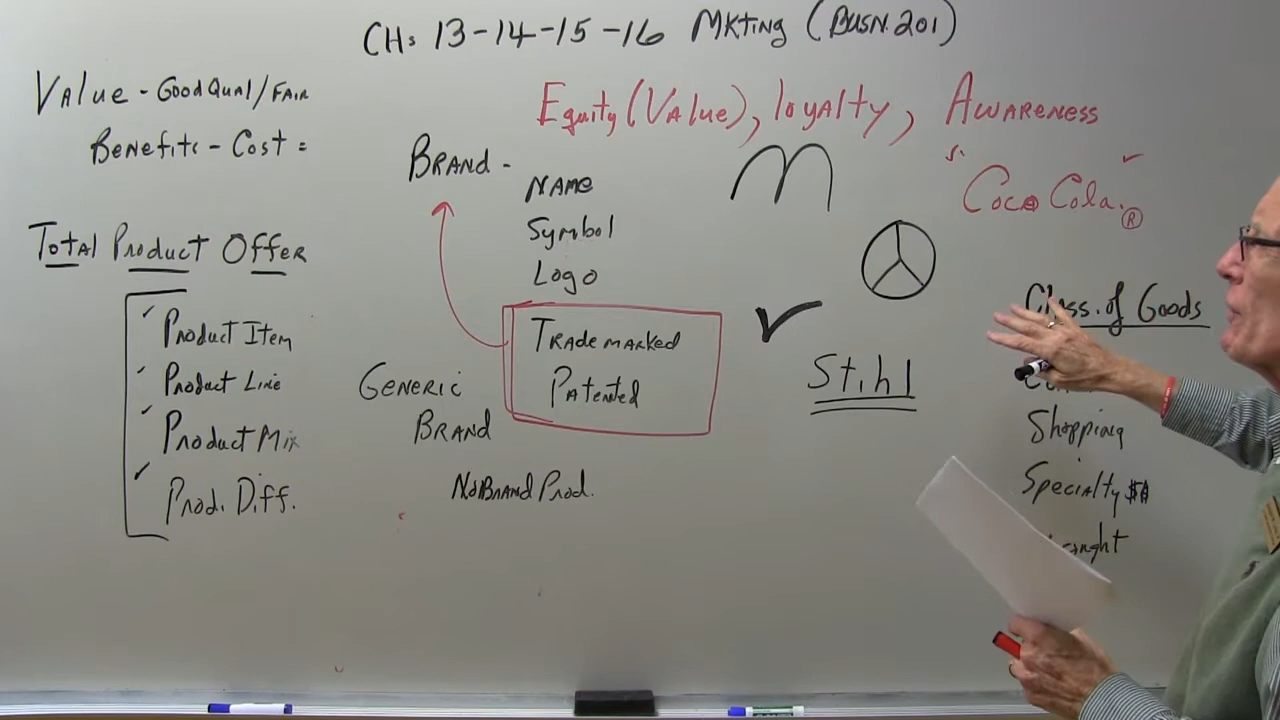 CH: 13-14-15-16 MKTing (BUSN.201)
Value - Good Qual/Fair
Benefits - Cost =
Equity (Value), loyalty, Awareness
Brand -
Name
Symbol
Logo
Trademarked
Patented
"Coca Cola. ®
Total Product Offer
Product Item
Product Line
Product Mix
Prod. Diff.
Generic
Brand
No Brand Prod.
Stihl
Class. of Goods
Shopping
Specialty